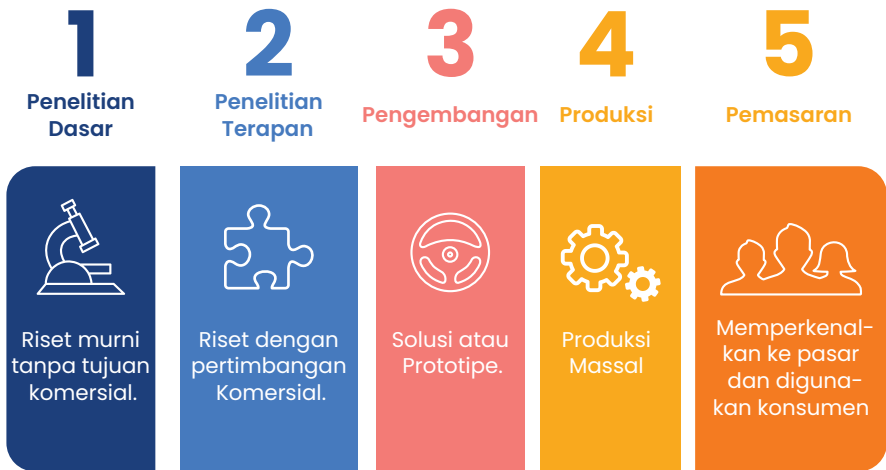 1
Penelitian
Dasar
Riset murni
tanpa tujuan
komersial.
2
Penelitian
Terapan
Riset dengan
pertimbangan
Komersial.
3
Pengembangan
Solusi atau
Prototipe.
4
Produksi
Produksi
Massal
5
Pemasaran
Memperkenal-
kan ke pasar
dan diguna-
kan konsumen